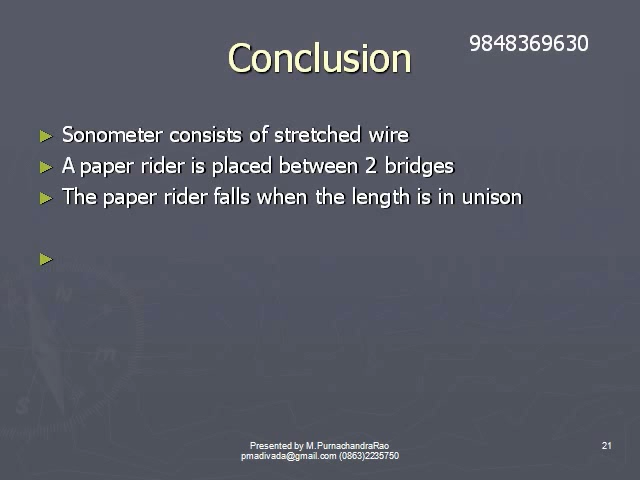 Conclusion
9848369630
Sonometer consists of stretched wire
A paper rider is placed between 2 bridges
The paper rider falls when the length is in unison
Presented by M.PurnachandraRao
pmadivada@gmail.com (0863)2235750
21